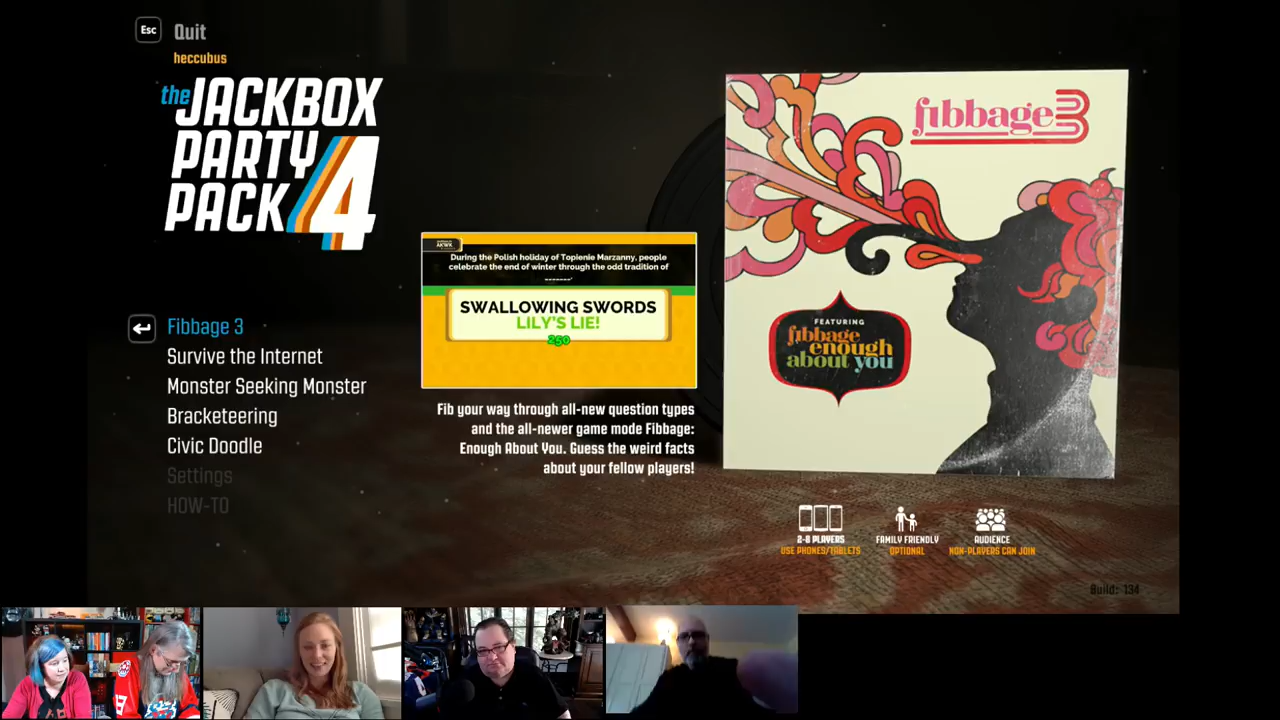 Esc Quit
heccubus
the JACKBOX
PARTY
PACK 4
Fibbage 3
Survive the Internet
Monster Seeking Monster
Bracketeering
Civic Doodle
Settings
HOW-TO
During the Polish holiday of Topienie Marzanny, people
celebrate the end of winter through the odd tradition of
_______.
SWALLOWING SWORDS
LILY'S LIE!
250
Fib your way through all-new question types
and the all-newer game mode Fibbage:
Enough About You. Guess the weird facts
about your fellow players!
fibbage 3
FEATURING
fibbage
enough
about you
2-8 PLAYERS
USE PHONES/TABLETS
FAMILY FRIENDLY
OPTIONAL
AUDIENCE
NON-PLAYERS CAN JOIN
Build: 134